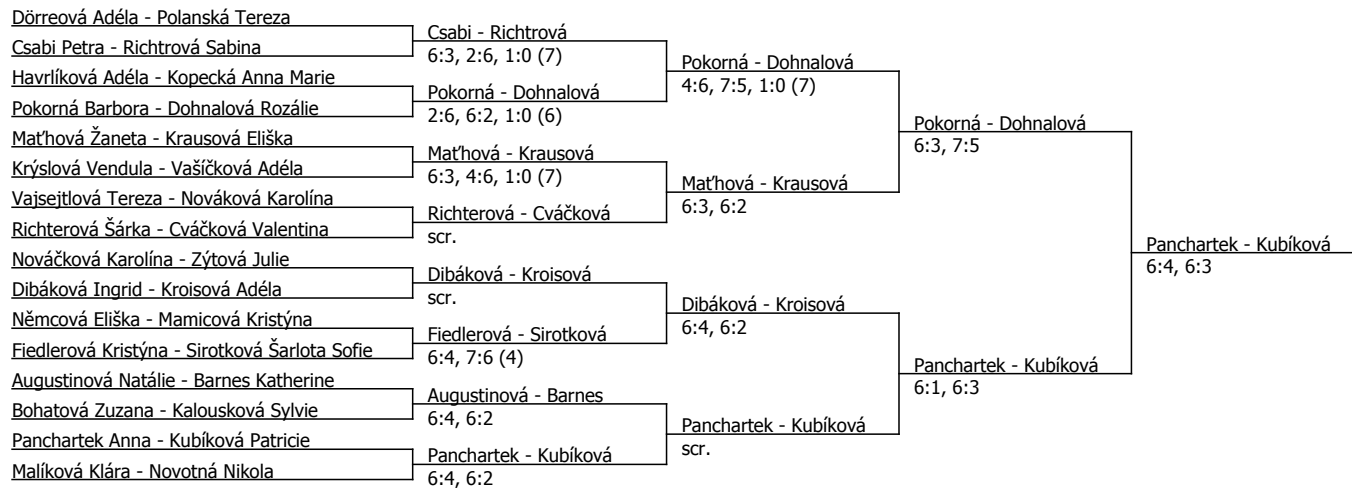 Dörreová Adéla - Polanská Tereza
Csabi Petra - Richtrová Sabina
Havrlíková Adéla - Kopecká Anna Marie
Pokorná Barbora - Dohnalová Rozálie
Maťhová Žaneta - Krausová Eliška
Krýslová Vendula - Vašíčková Adéla
Vajsejtlová Tereza - Nováková Karolína
Richterová Šárka - Cváčková Valentina
Nováčková Karolína - Zýtová Julie
Dibáková Ingrid - Kroisová Adéla
Němcová Eliška - Mamicová Kristýna
Fiedlerová Kristýna - Sirotková Šarlota Sofie
Augustinová Natálie - Barnes Katherine
Bohatová Zuzana - Kalousková Sylvie
Panchartek Anna - Kubíková Patricie
Malíková Klára - Novotná Nikola
Csabi - Richtrová
6:3, 2:6, 1:0 (7)
Pokorná - Dohnalová
2:6, 6:2, 1:0 (6)
Maťhová - Krausová
6:3, 4:6, 1:0 (7)
Richterová - Cváčková
scr.
Dibáková - Kroisová
scr.
Fiedlerová - Sirotková
6:4, 7:6 (4)
Augustinová - Barnes
6:4, 6:2
Panchartek - Kubíková
6:4, 6:2
Pokorná - Dohnalová
4:6, 7:5, 1:0 (7)
Maťhová - Krausová
6:3, 6:2
Dibáková - Kroisová
6:4, 6:2
Panchartek - Kubíková
scr.
Pokorná - Dohnalová
6:3, 7:5
Panchartek - Kubíková
6:1, 6:3
Panchartek - Kubíková
6:4, 6:3